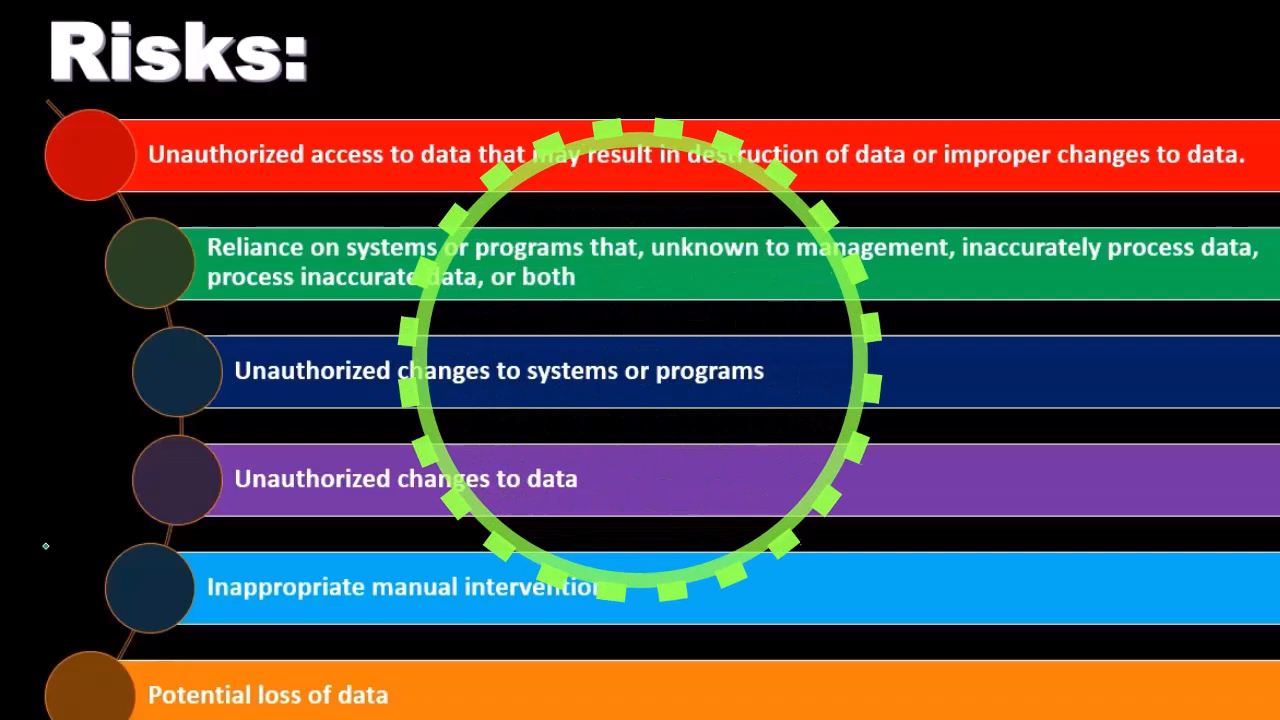 Risks:
Unauthorized access to data that may result in destruction of data or improper changes to data.
Reliance on systems or programs that, unknown to management, inaccurately process data,
process inaccurate data, or both
Unauthorized changes to systems or programs
Unauthorized changes to data
Inappropriate manual intervention
Potential loss of data